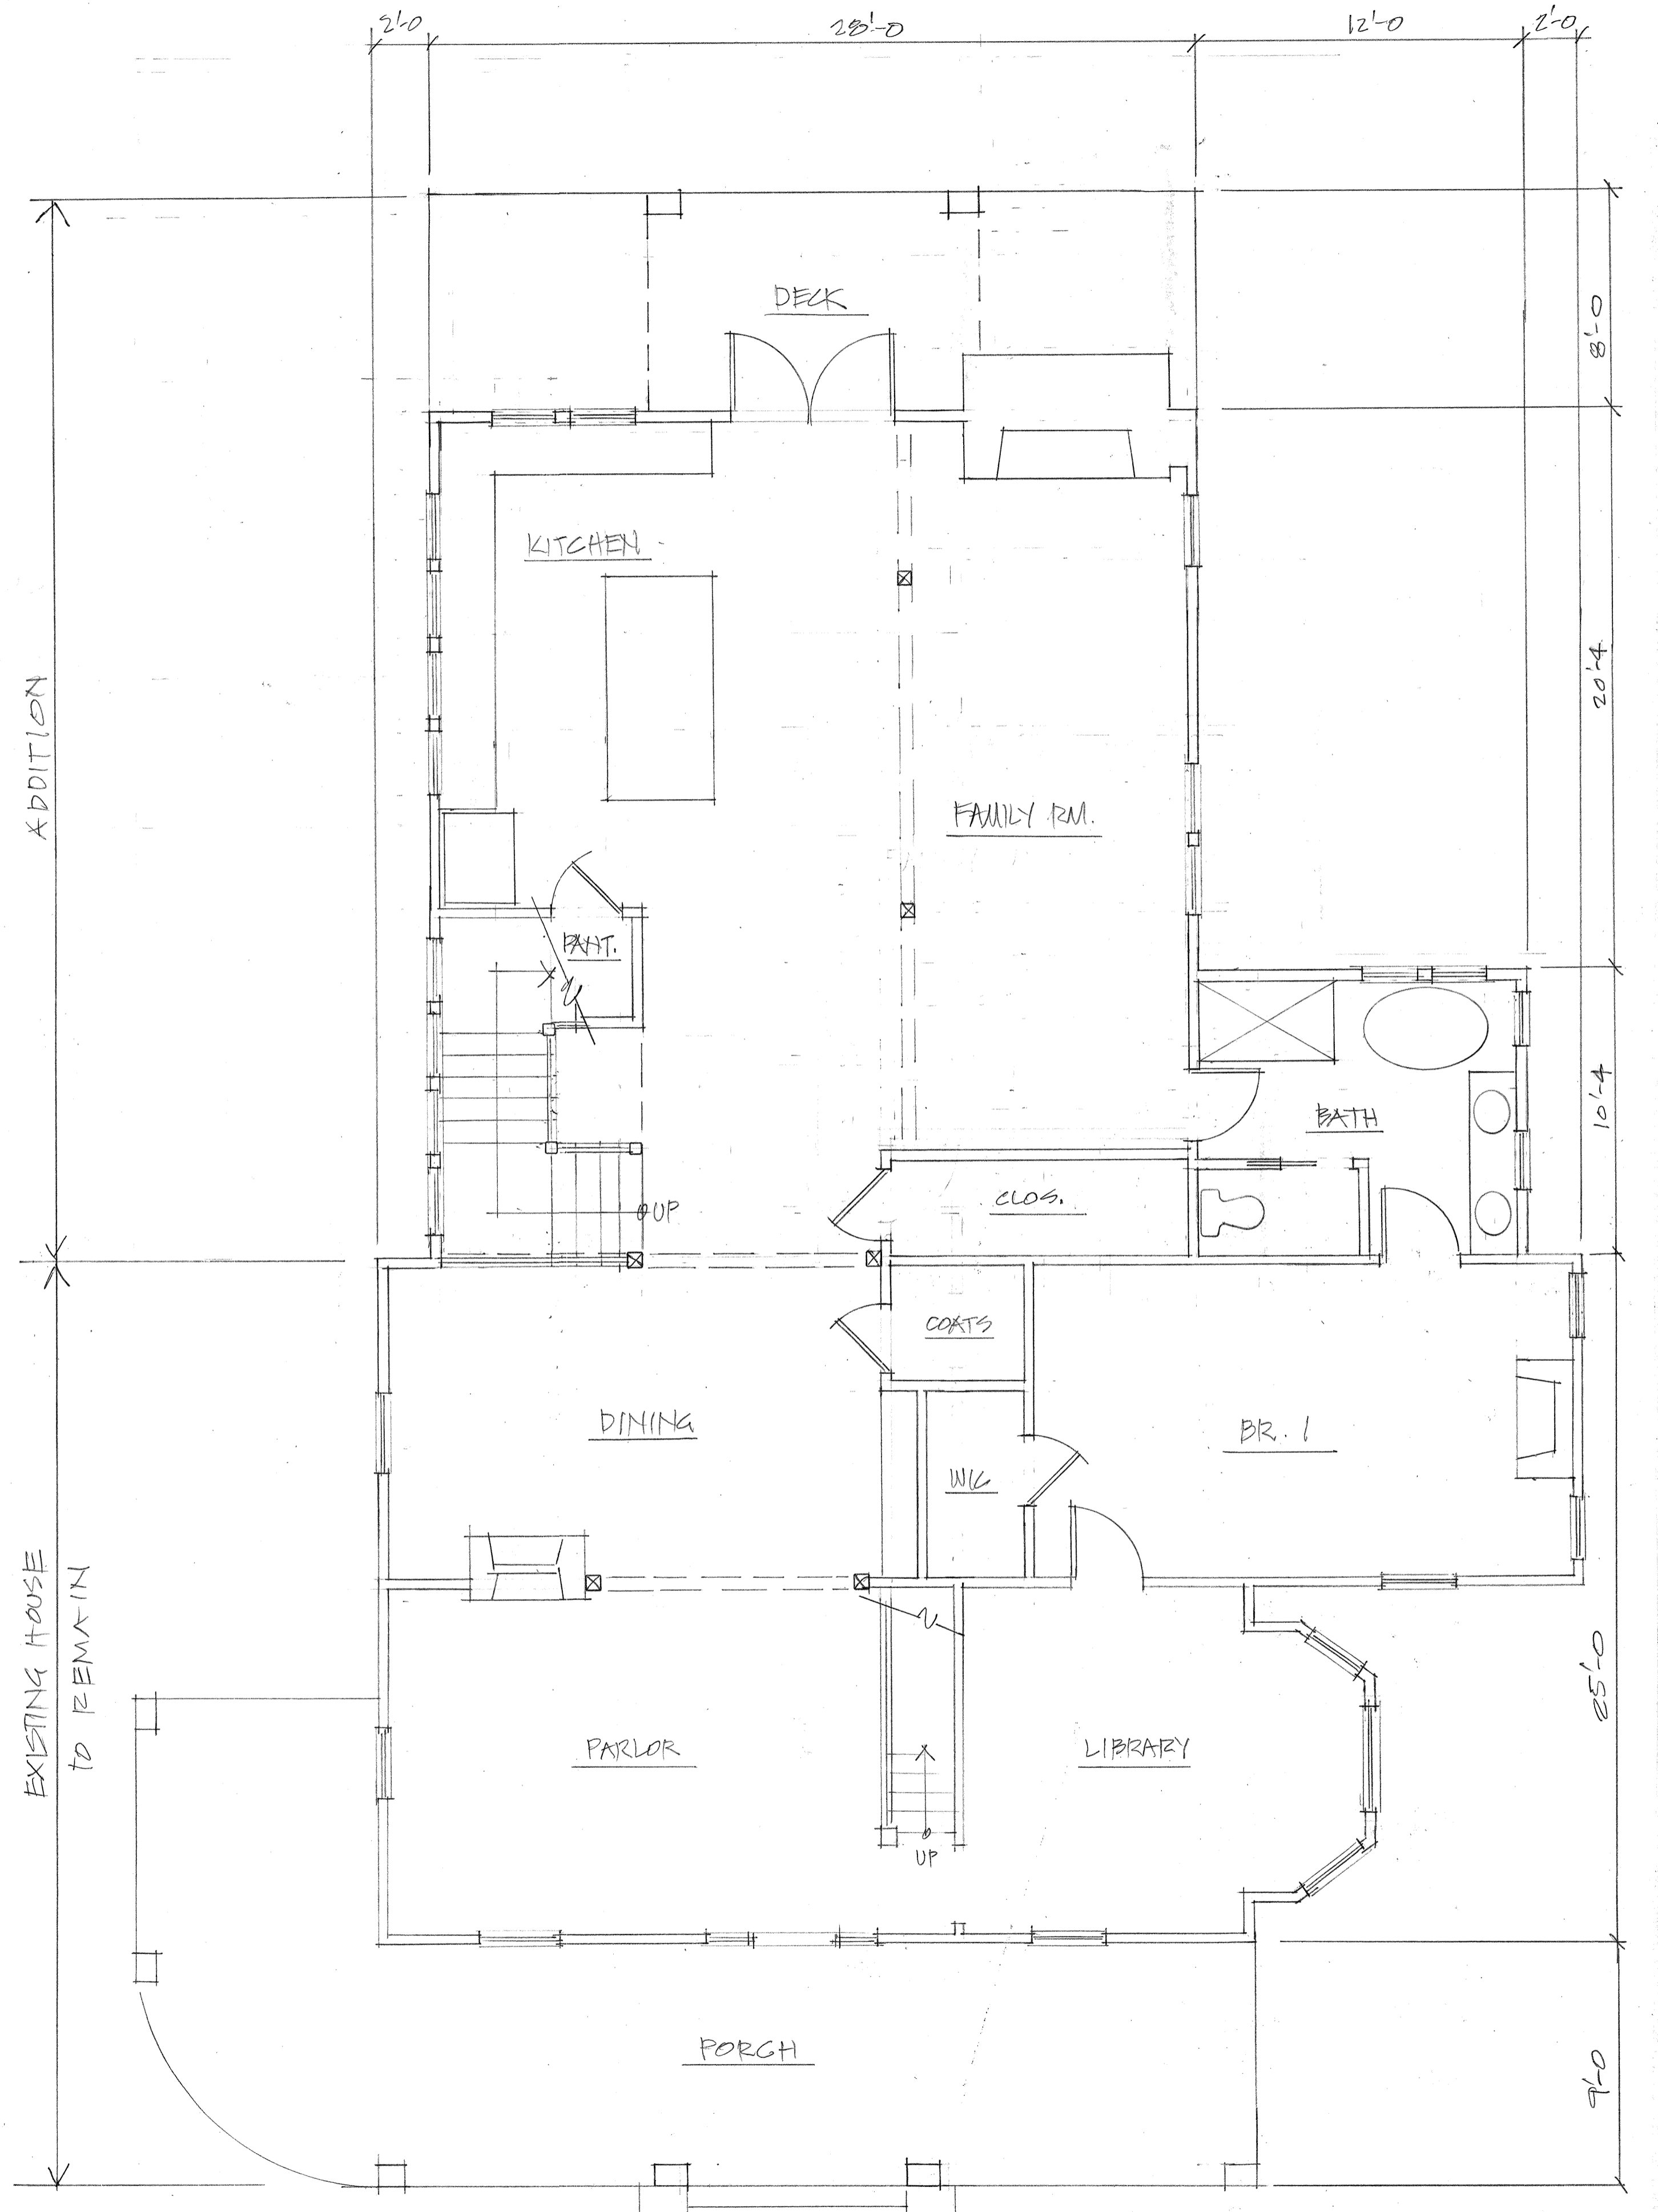 2'-0
28'-0
12'-0
2'-0
DECK
8'-0
KITCHEN
20'-4
ADDITION
FAMILY RM.
PANT.
BATH
10'-4
CLOS.
UP
COATS
DINING
BR. 1
WIC
EXISTING HOUSE
TO REMAIN
25'-0
PARLOR
LIBRARY
UP
PORCH
9'-0